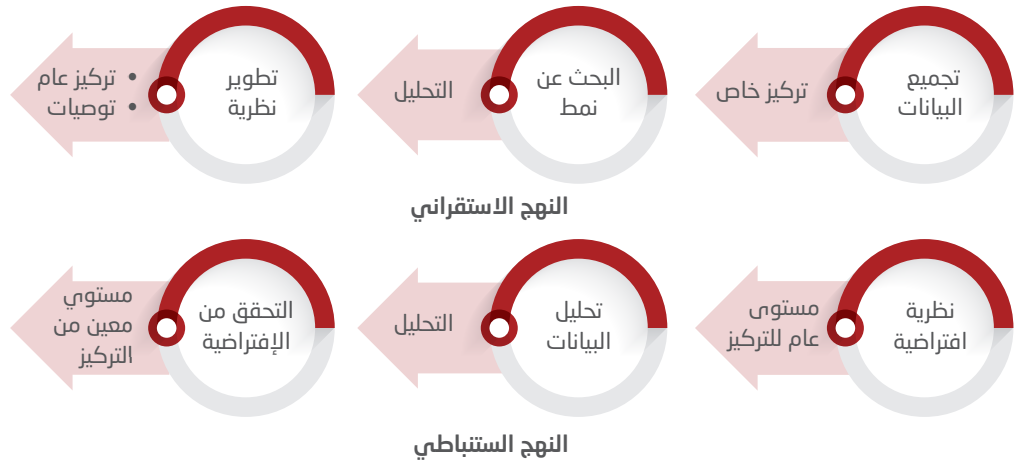 تجميع
البيانات
تركيز خاص
البحث عن
نمط
التحليل
تطوير
نظرية
• تركيز عام
• توصيات
النهج الاستقراني
نظرية
افتراضية
مستوى
عام للتركيز
تحليل
البيانات
التحليل
التحقق من
الإفتراضية
مستوي
معين من
التركيز
النهج الستنباطي